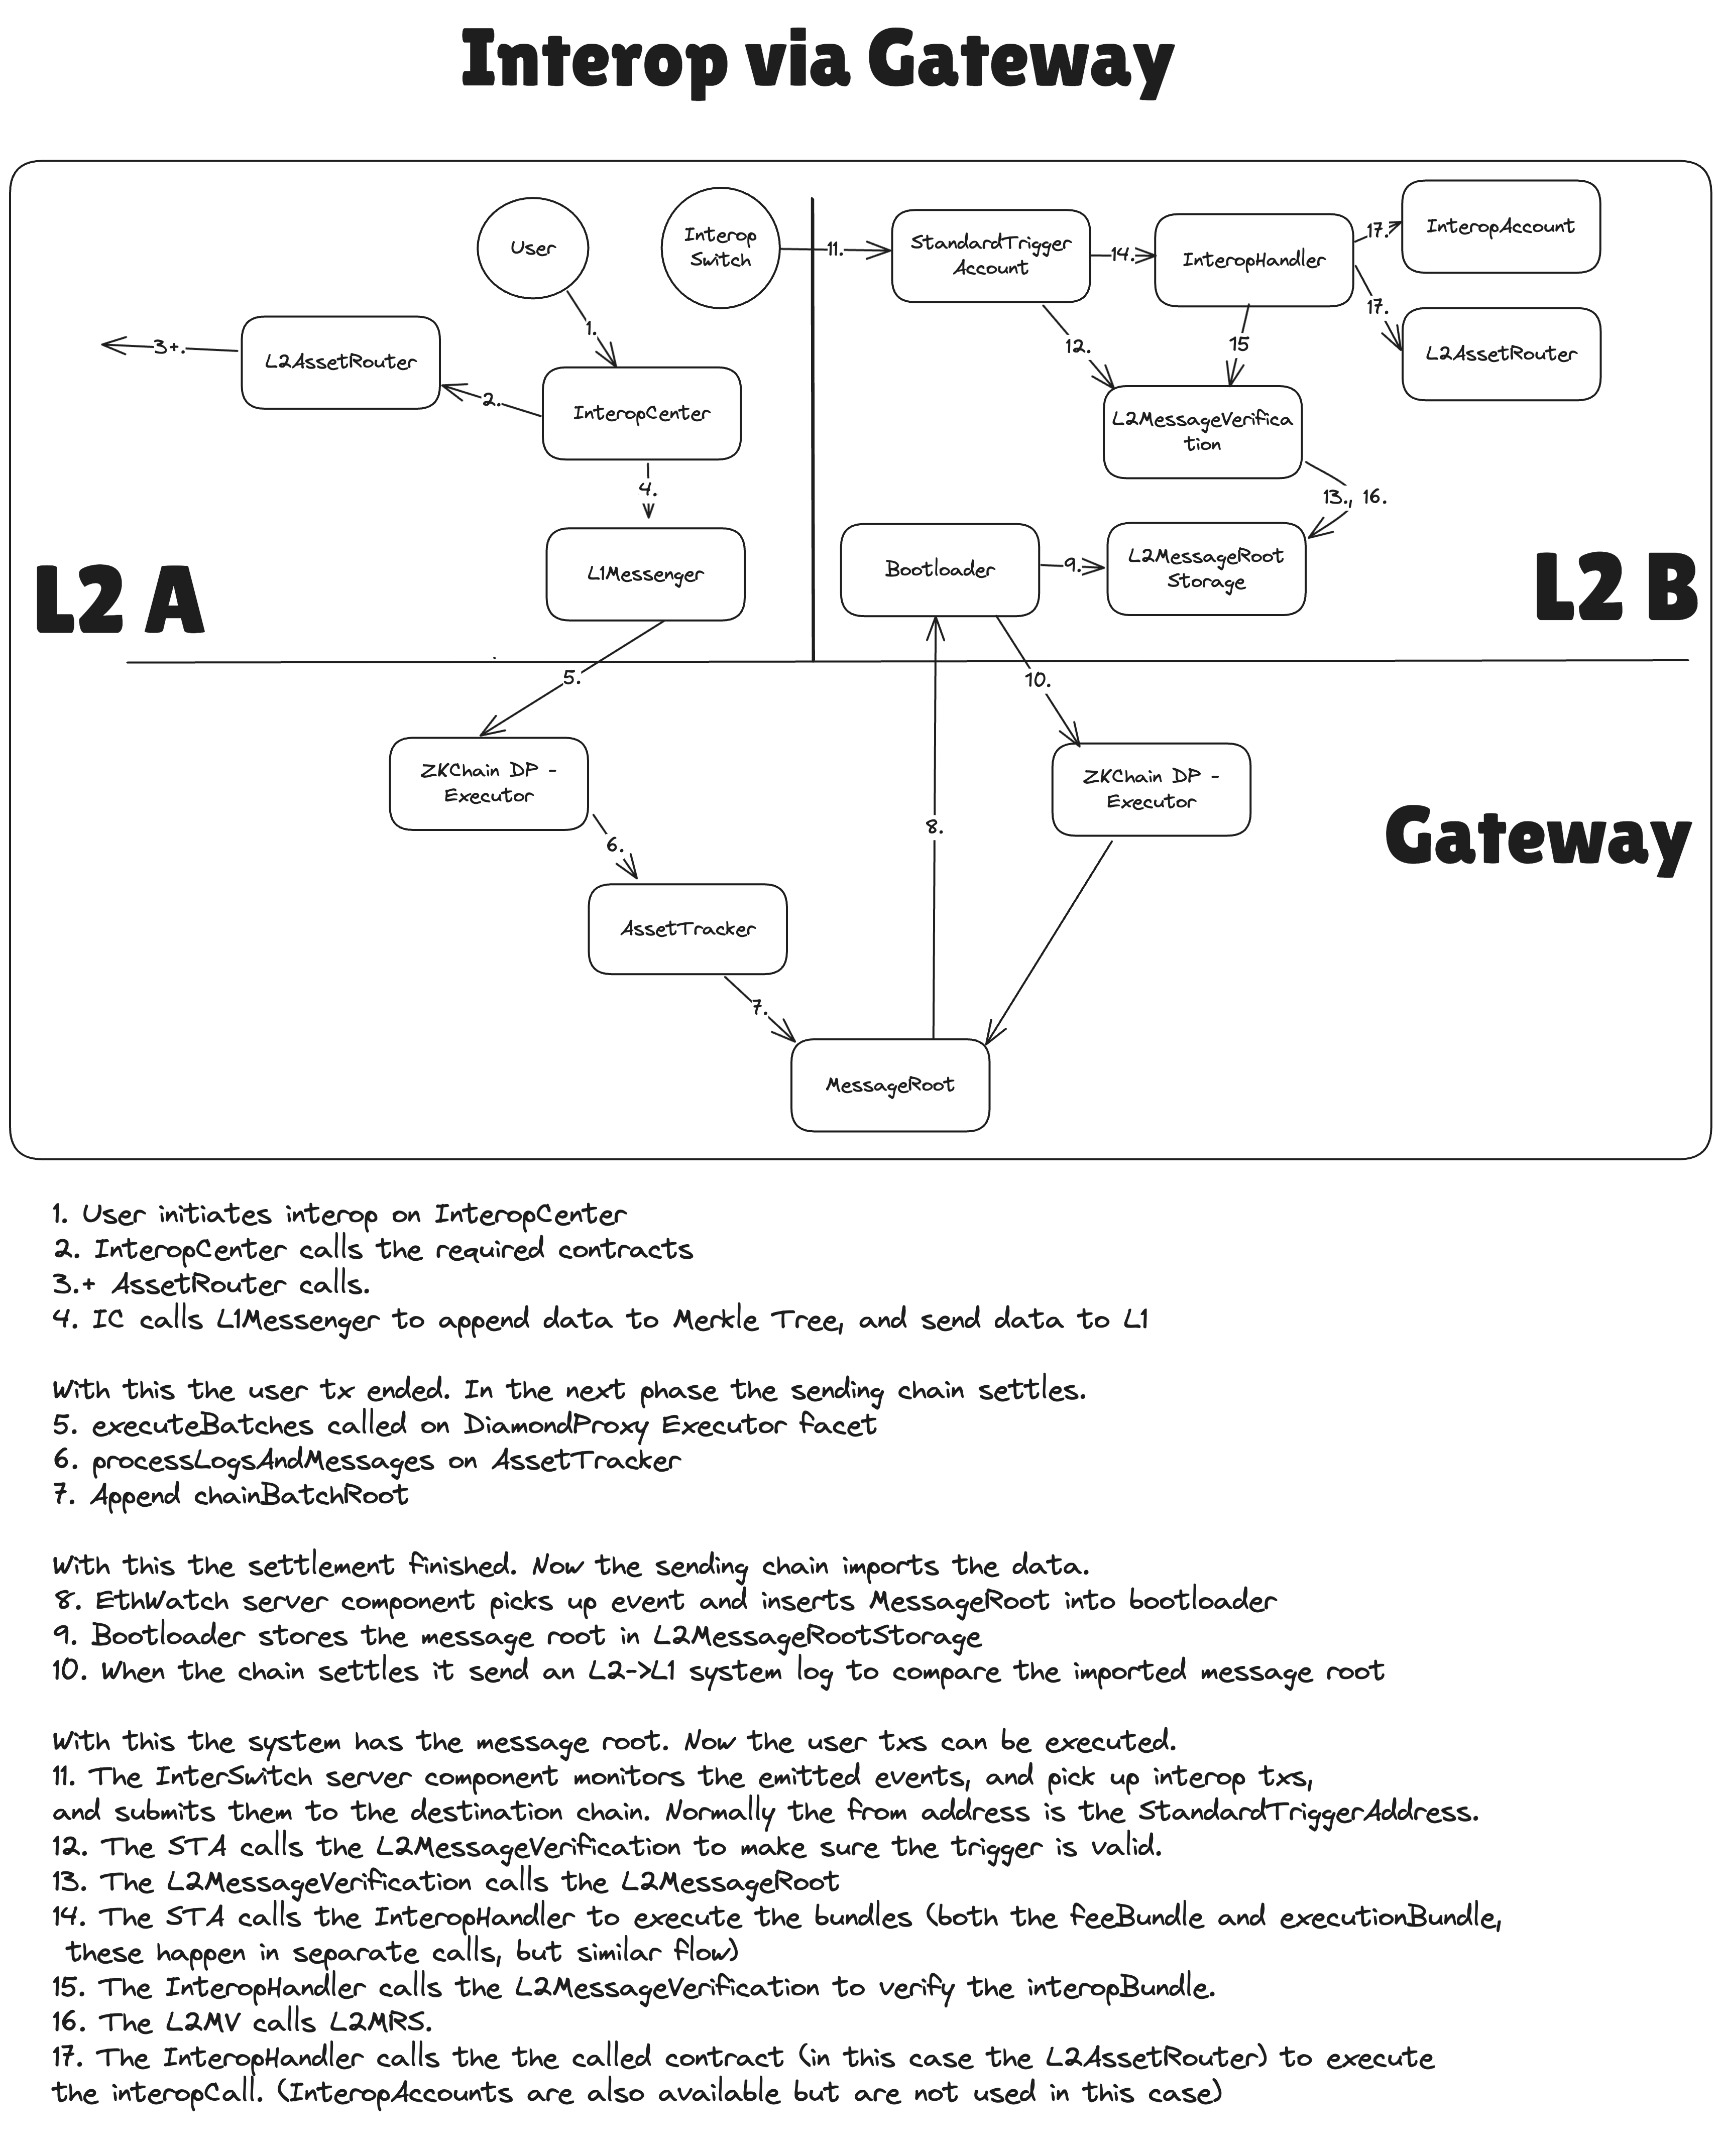 Interop via Gateway
User
Interop
Switch
11.
StandardTrigger
Account
14.
InteropHandler
17.
InteropAccount
17.
L2AssetRouter
3+.
L2AssetRouter
1.
2.
InteropCenter
12.
15
L2MessageVerifica
tion
4.
13., 16.
L1Messenger
Bootloader
9.
L2MessageRoot
Storage
L2 A
L2 B
5.
10.
ZKChain DP -
Executor
ZKChain DP -
Executor
Gateway
6.
8.
AssetTracker
7.
MessageRoot
1. User initiates interop on InteropCenter
2. InteropCenter calls the required contracts
3.+ AssetRouter calls.
4. IC calls L1Messenger to append data to Merkle Tree, and send data to L1
With this the user tx ended. In the next phase the sending chain settles.
5. executeBatches called on DiamondProxy Executor facet
6. processLogsAndMessages on AssetTracker
7. Append chainBatchRoot
With this the settlement finished. Now the sending chain imports the data.
8. EthWatch server component picks up event and inserts MessageRoot into bootloader
9. Bootloader stores the message root in L2MessageRootStorage
10. When the chain settles it send an L2->L1 system log to compare the imported message root
With this the system has the message root. Now the user txs can be executed.
11. The InterSwitch server component monitors the emitted events, and pick up interop txs,
and submits them to the destination chain. Normally the from address is the StandardTriggerAddress.
12. The STA calls the L2MessageVerification to make sure the trigger is valid.
13. The L2MessageVerification calls the L2MessageRoot
14. The STA calls the InteropHandler to execute the bundles (both the feeBundle and executionBundle,
these happen in separate calls, but similar flow)
15. The InteropHandler calls the L2MessageVerification to verify the interopBundle.
16. The L2MV calls L2MRS.
17. The InteropHandler calls the the called contract (in this case the L2AssetRouter) to execute
the interopCall. (InteropAccounts are also available but are not used in this case)